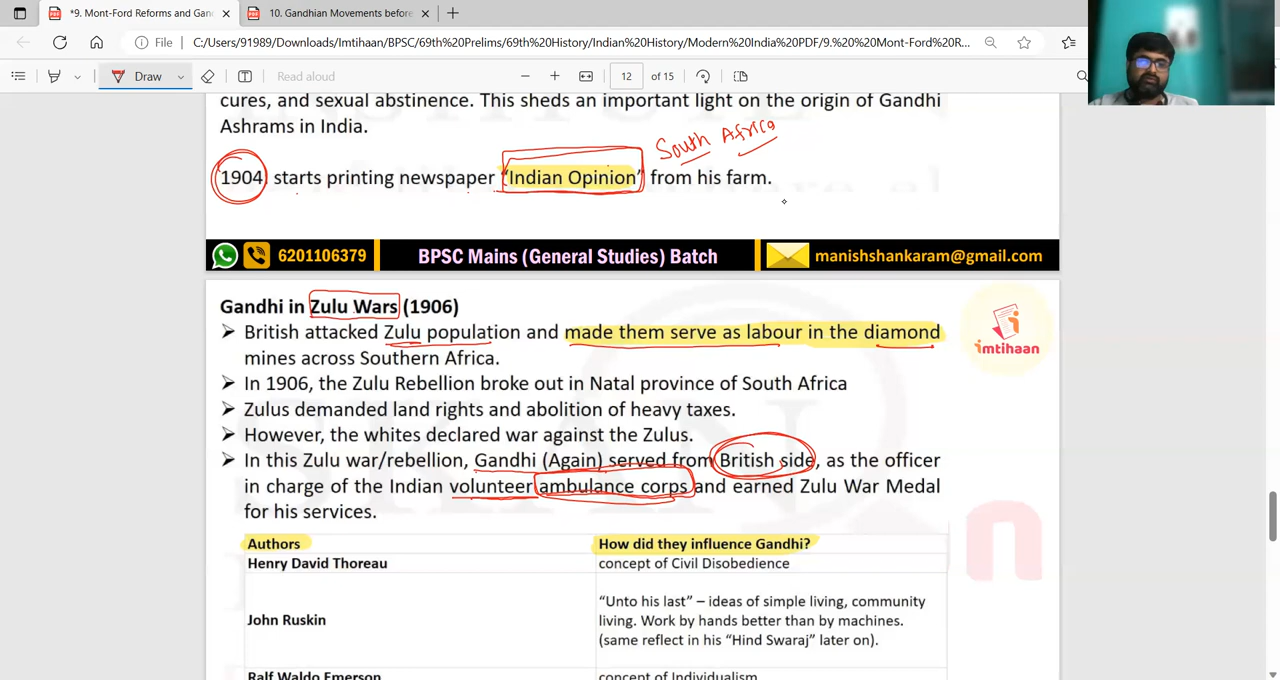 *9. Mont-Ford Reforms and Gand
10. Gandhian Movements before
File
C:/Users/91989/Downloads/Imtihaan/BPSC/69th%20Prelims/69th%20History/Indian%20History/Modern%20India%20PDF/9.%20%20Mont-Ford%20R...
Draw
Read aloud
12 of 15
cures, and sexual abstinence. This sheds an important light on the origin of Gandhi
Ashrams in India.
South Africa
1904 starts printing newspaper "Indian Opinion" from his farm.
6201106379
BPSC Mains (General Studies) Batch
manishshankaram@gmail.com
Gandhi in Zulu Wars (1906)
➢ British attacked Zulu population and made them serve as labour in the diamond
mines across Southern Africa.
➢ In 1906, the Zulu Rebellion broke out in Natal province of South Africa
➢ Zulus demanded land rights and abolition of heavy taxes.
➢ However, the whites declared war against the Zulus.
➢ In this Zulu war/rebellion, Gandhi (Again) served from British side, as the officer
in charge of the Indian volunteer ambulance corps and earned Zulu War Medal
for his services.
imtihaan
Authors How did they influence Gandhi?
Henry David Thoreau concept of Civil Disobedience
"Unto his last" – ideas of simple living, community
John Ruskin living. Work by hands better than by machines.
(same reflect in his "Hind Swaraj" later on).
Ralf Waldo Emerson concept of Individualism